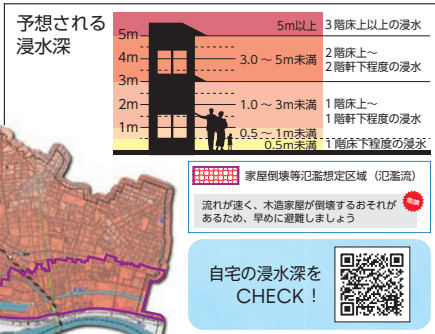 予想される
浸水深
5m
4m
3m
2m
1m
5m以上
3階床上以上の浸水
3.0～5m未満
2階床上～
2階軒下程度の浸水
1.0～3m未満
1階床上～
1階軒下程度の浸水
0.5～1m未満
0.5m未満
1階床下程度の浸水
家屋倒壊等氾濫想定区域（氾濫流）
流れが速く、木造家屋が倒壊するおそれが
あるため、早めに避難しましょう
危険
自宅の浸水深を
CHECK！